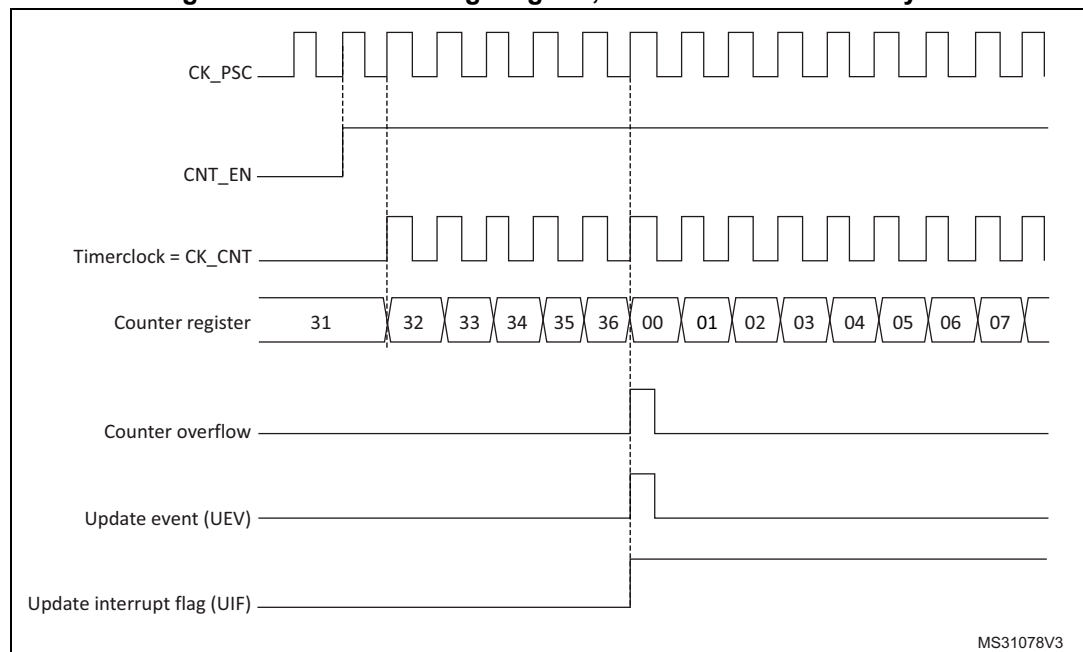 CK_PSC
CNT_EN
Timerclock = CK_CNT
Counter register 31 32 33 34 35 36 00 01 02 03 04 05 06 07
Counter overflow
Update event (UEV)
Update interrupt flag (UIF)
MS31078V3